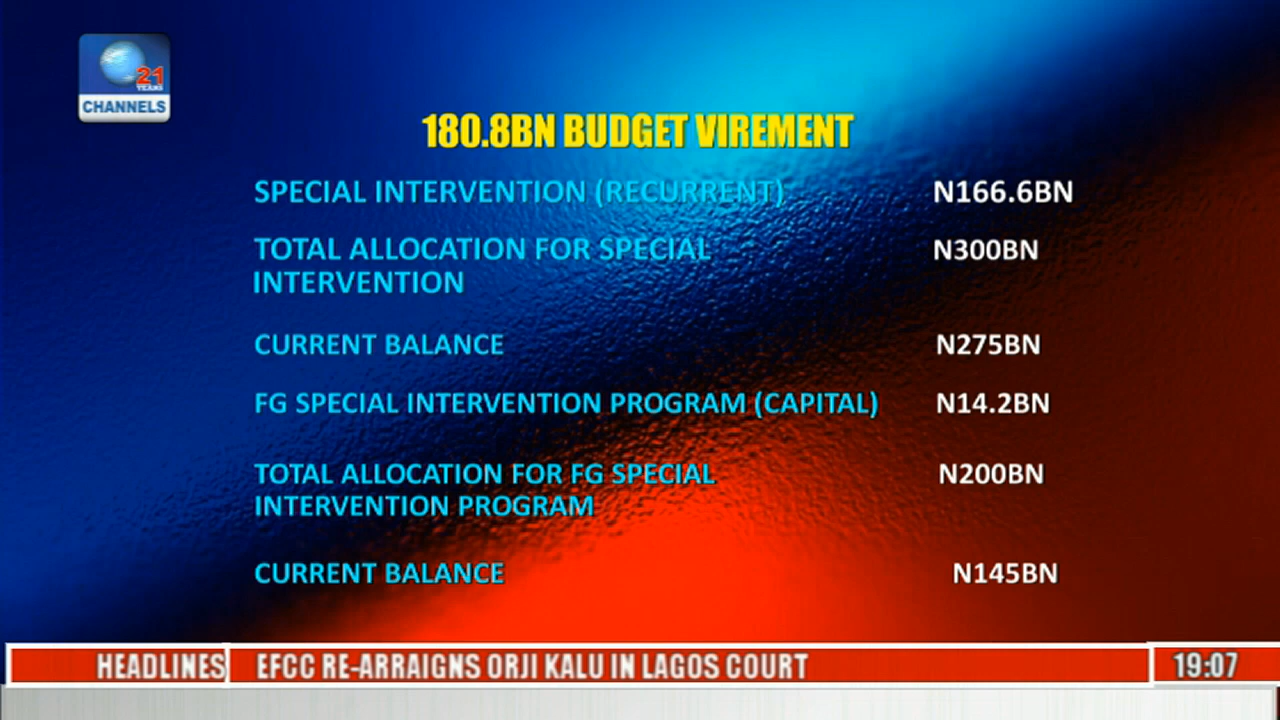 21
YEARS
CHANNELS
180.8BN BUDGET VIREMENT
SPECIAL INTERVENTION (RECURRENT) N166.6BN
TOTAL ALLOCATION FOR SPECIAL N300BN
INTERVENTION
CURRENT BALANCE N275BN
FG SPECIAL INTERVENTION PROGRAM (CAPITAL) N14.2BN
TOTAL ALLOCATION FOR FG SPECIAL N200BN
INTERVENTION PROGRAM
CURRENT BALANCE N145BN
HEADLINES EFCC RE-ARRAIGNS ORJI KALU IN LAGOS COURT 19:07